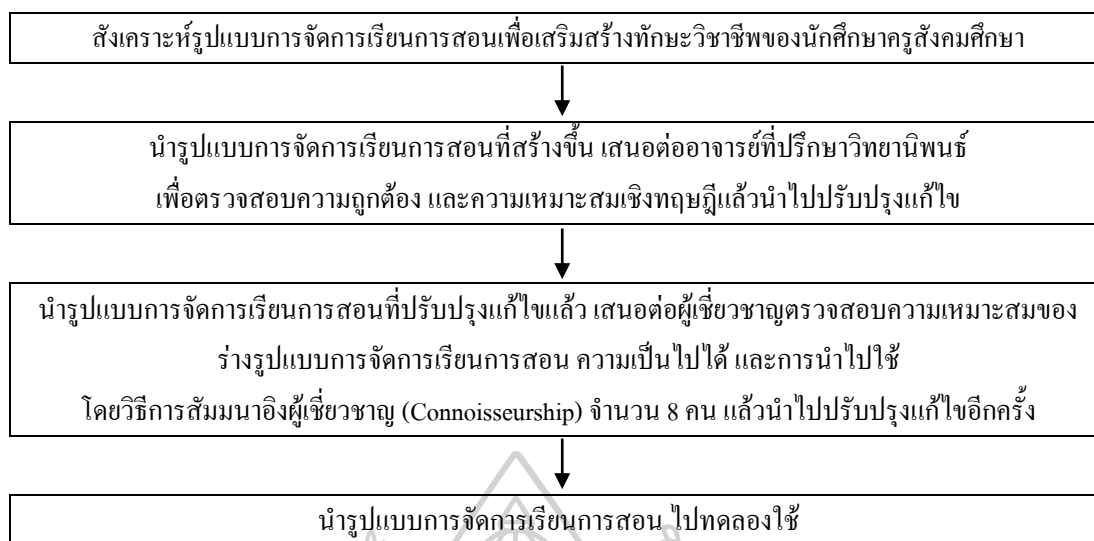 สังเคราะห์รูปแบบการจัดการเรียนการสอนเพื่อเสริมสร้างทักษะวิชาชีพของนักศึกษาครูสังคมศึกษา
นำรูปแบบการจัดการเรียนการสอนที่สร้างขึ้น เสนอต่ออาจารย์ที่ปรึกษาวิทยานิพนธ์
เพื่อตรวจสอบความถูกต้อง และความเหมาะสมเชิงทฤษฎีแล้วนำไปปรับปรุงแก้ไข
นำรูปแบบการจัดการเรียนการสอนที่ปรับปรุงแก้ไขแล้ว เสนอต่อผู้เชี่ยวชาญตรวจสอบความเหมาะสมของ
ร่างรูปแบบการจัดการเรียนการสอน ความเป็นไปได้ และการนำไปใช้
โดยวิธีการสัมมนาอิงผู้เชี่ยวชาญ (Connoisseurship) จำนวน 8 คน แล้วนำไปปรับปรุงแก้ไขอีกครั้ง
นำรูปแบบการจัดการเรียนการสอน ไปทดลองใช้